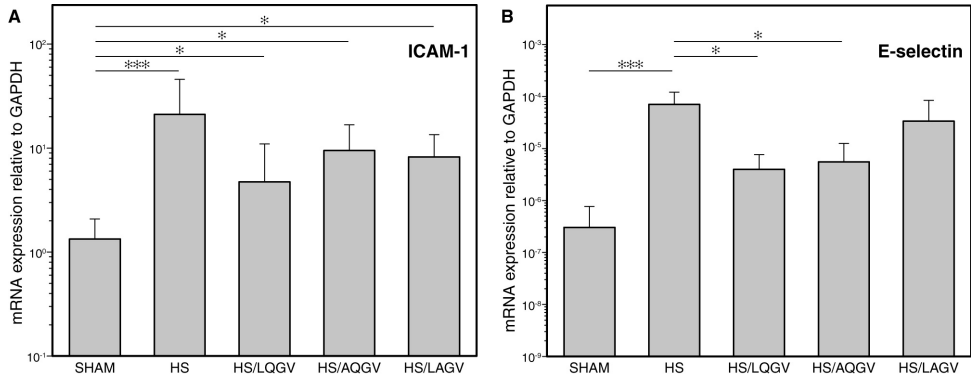 A
ICAM-1
mRNA expression relative to GAPDH
10²
10¹
10⁰
10⁻¹
*
*
*
***
SHAM HS HS/LQGV HS/AQGV HS/LAGV
B
E-selectin
mRNA expression relative to GAPDH
10⁻³
10⁻⁴
10⁻⁵
10⁻⁶
10⁻⁷
10⁻⁸
10⁻⁹
*
*
***
SHAM HS HS/LQGV HS/AQGV HS/LAGV